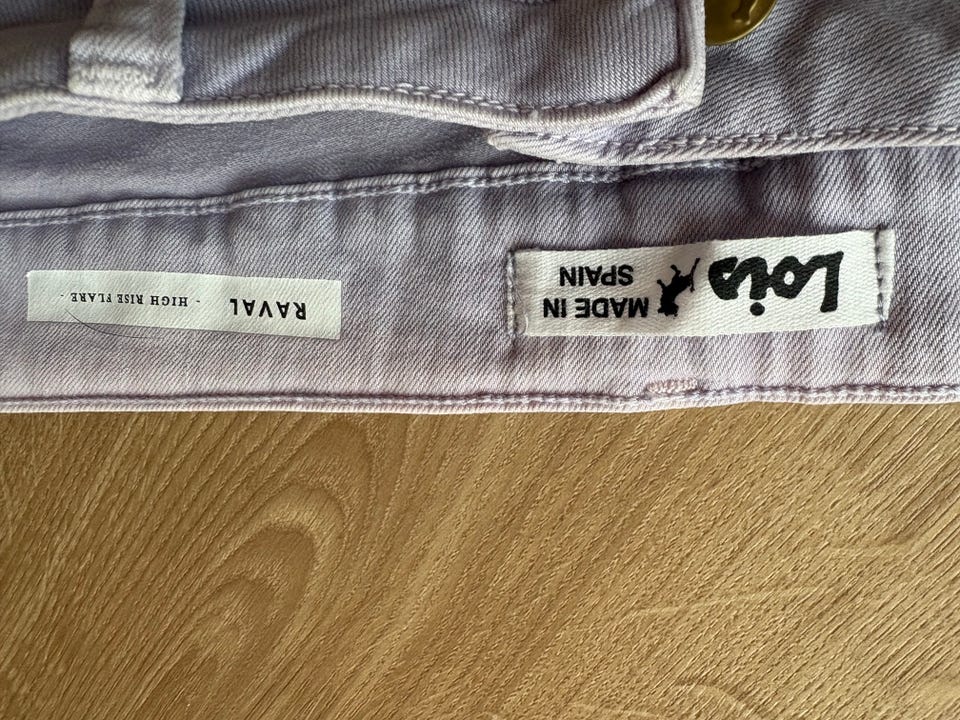 Lois
MADE IN
SPAIN
RAVAL
- HIGH RISE FLARE -